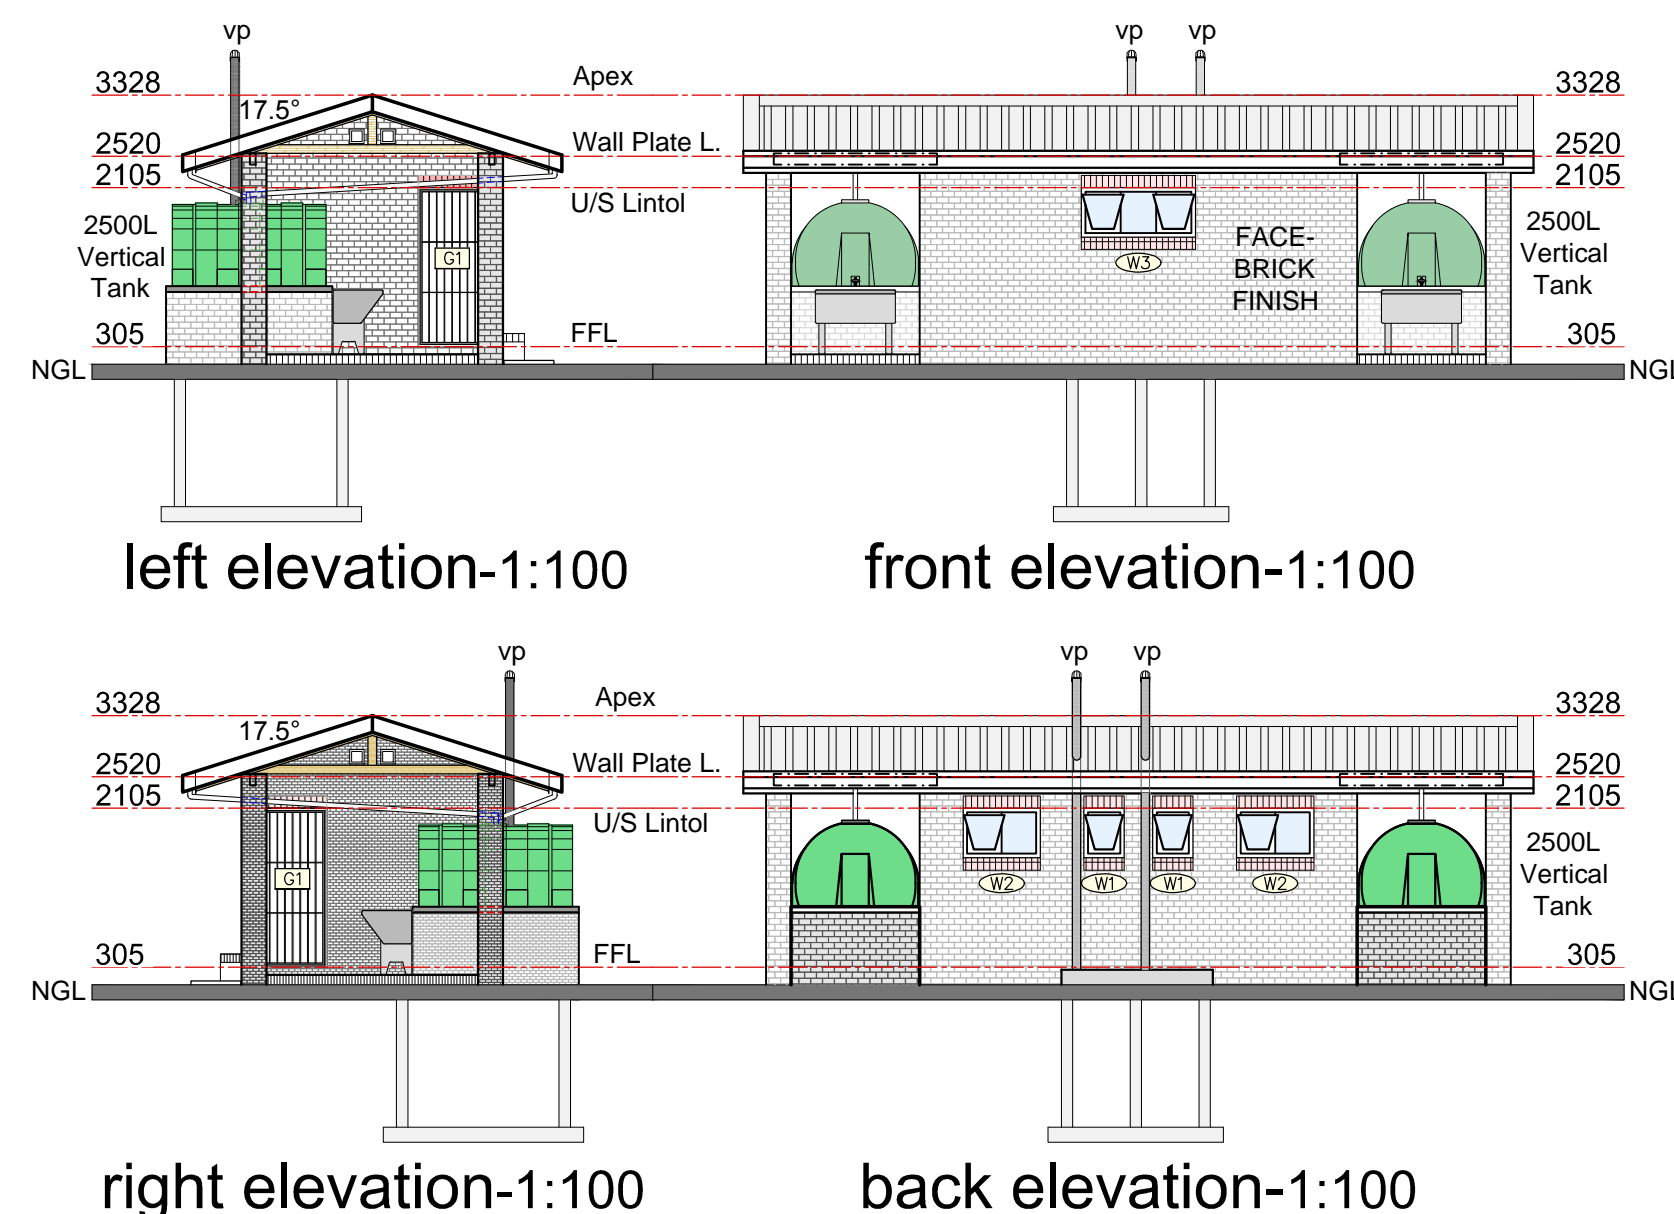 vp
3328
17.5°
Apex
2520
Wall Plate L.
2105
U/S Lintol
2500L
Vertical
Tank
G1
305
FFL
NGL
left elevation-1:100
vp vp
3328
2520
2105
W3
FACE-
BRICK
FINISH
2500L
Vertical
Tank
305
NGL
front elevation-1:100
vp
3328
17.5°
Apex
2520
Wall Plate L.
2105
U/S Lintol
G1
305
FFL
NGL
right elevation-1:100
vp vp
3328
2520
2105
W2 W1 W1 W2
2500L
Vertical
Tank
305
NGL
back elevation-1:100